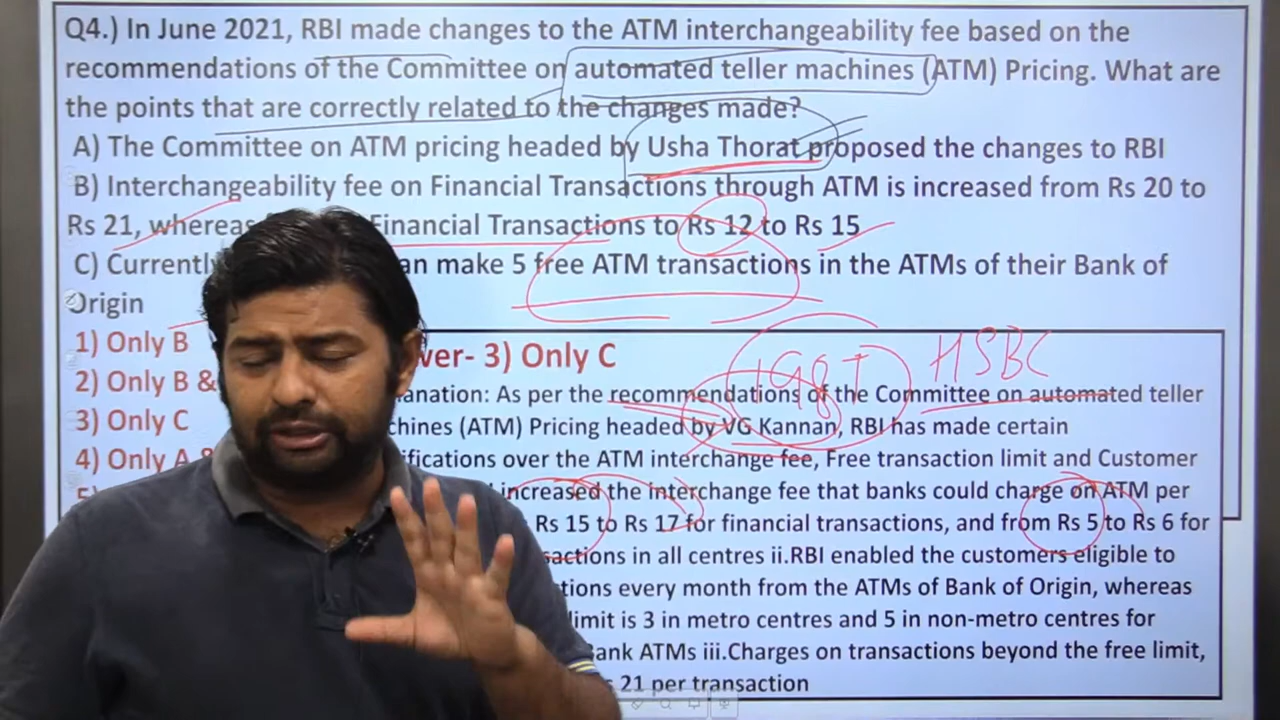 Q4.) In June 2021, RBI made changes to the ATM interchangeability fee based on the
recommendations of the Committee on automated teller machines (ATM) Pricing. What are
the points that are correctly related to the changes made?
A) The Committee on ATM pricing headed by Usha Thorat proposed the changes to RBI
B) Interchangeability fee on Financial Transactions through ATM is increased from Rs 20 to
Rs 21, whereas Financial Transactions to Rs 12 to Rs 15
C) Currently an make 5 free ATM transactions in the ATMs of their Bank of
Origin
1) Only B
2) Only B &
3) Only C
4) Only A
wer- 3) Only C
HSBC
anation: As per the recommendations of the Committee on automated teller
chines (ATM) Pricing headed by VG Kannan, RBI has made certain
ifications over the ATM interchange fee, Free transaction limit and Customer
increased the interchange fee that banks could charge on ATM per
Rs 15 to Rs 17 for financial transactions, and from Rs 5 to Rs 6 for
sactions in all centres ii.RBI enabled the customers eligible to
tions every month from the ATMs of Bank of Origin, whereas
limit is 3 in metro centres and 5 in non-metro centres for
Bank ATMs iii.Charges on transactions beyond the free limit,
21 per transaction